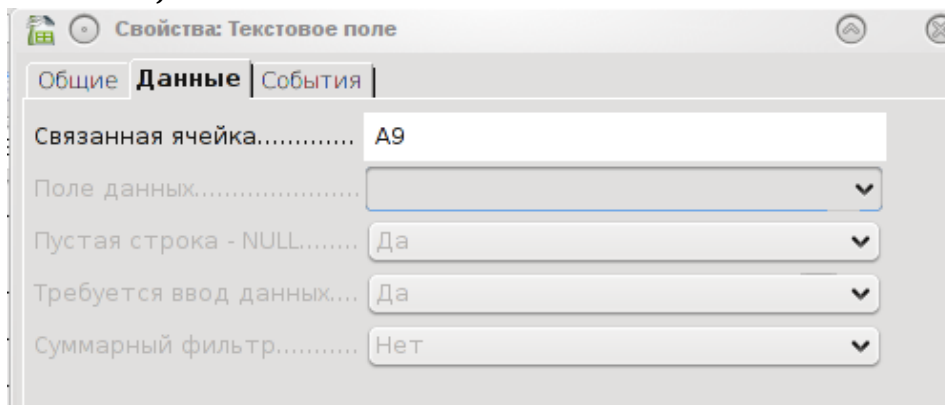 Свойства: Текстовое поле
Общие Данные События
Связанная ячейка............. A9
Поле данных......................
Пустая строка - NULL........ Да
Требуется ввод данных.... Да
Суммарный фильтр........... Нет